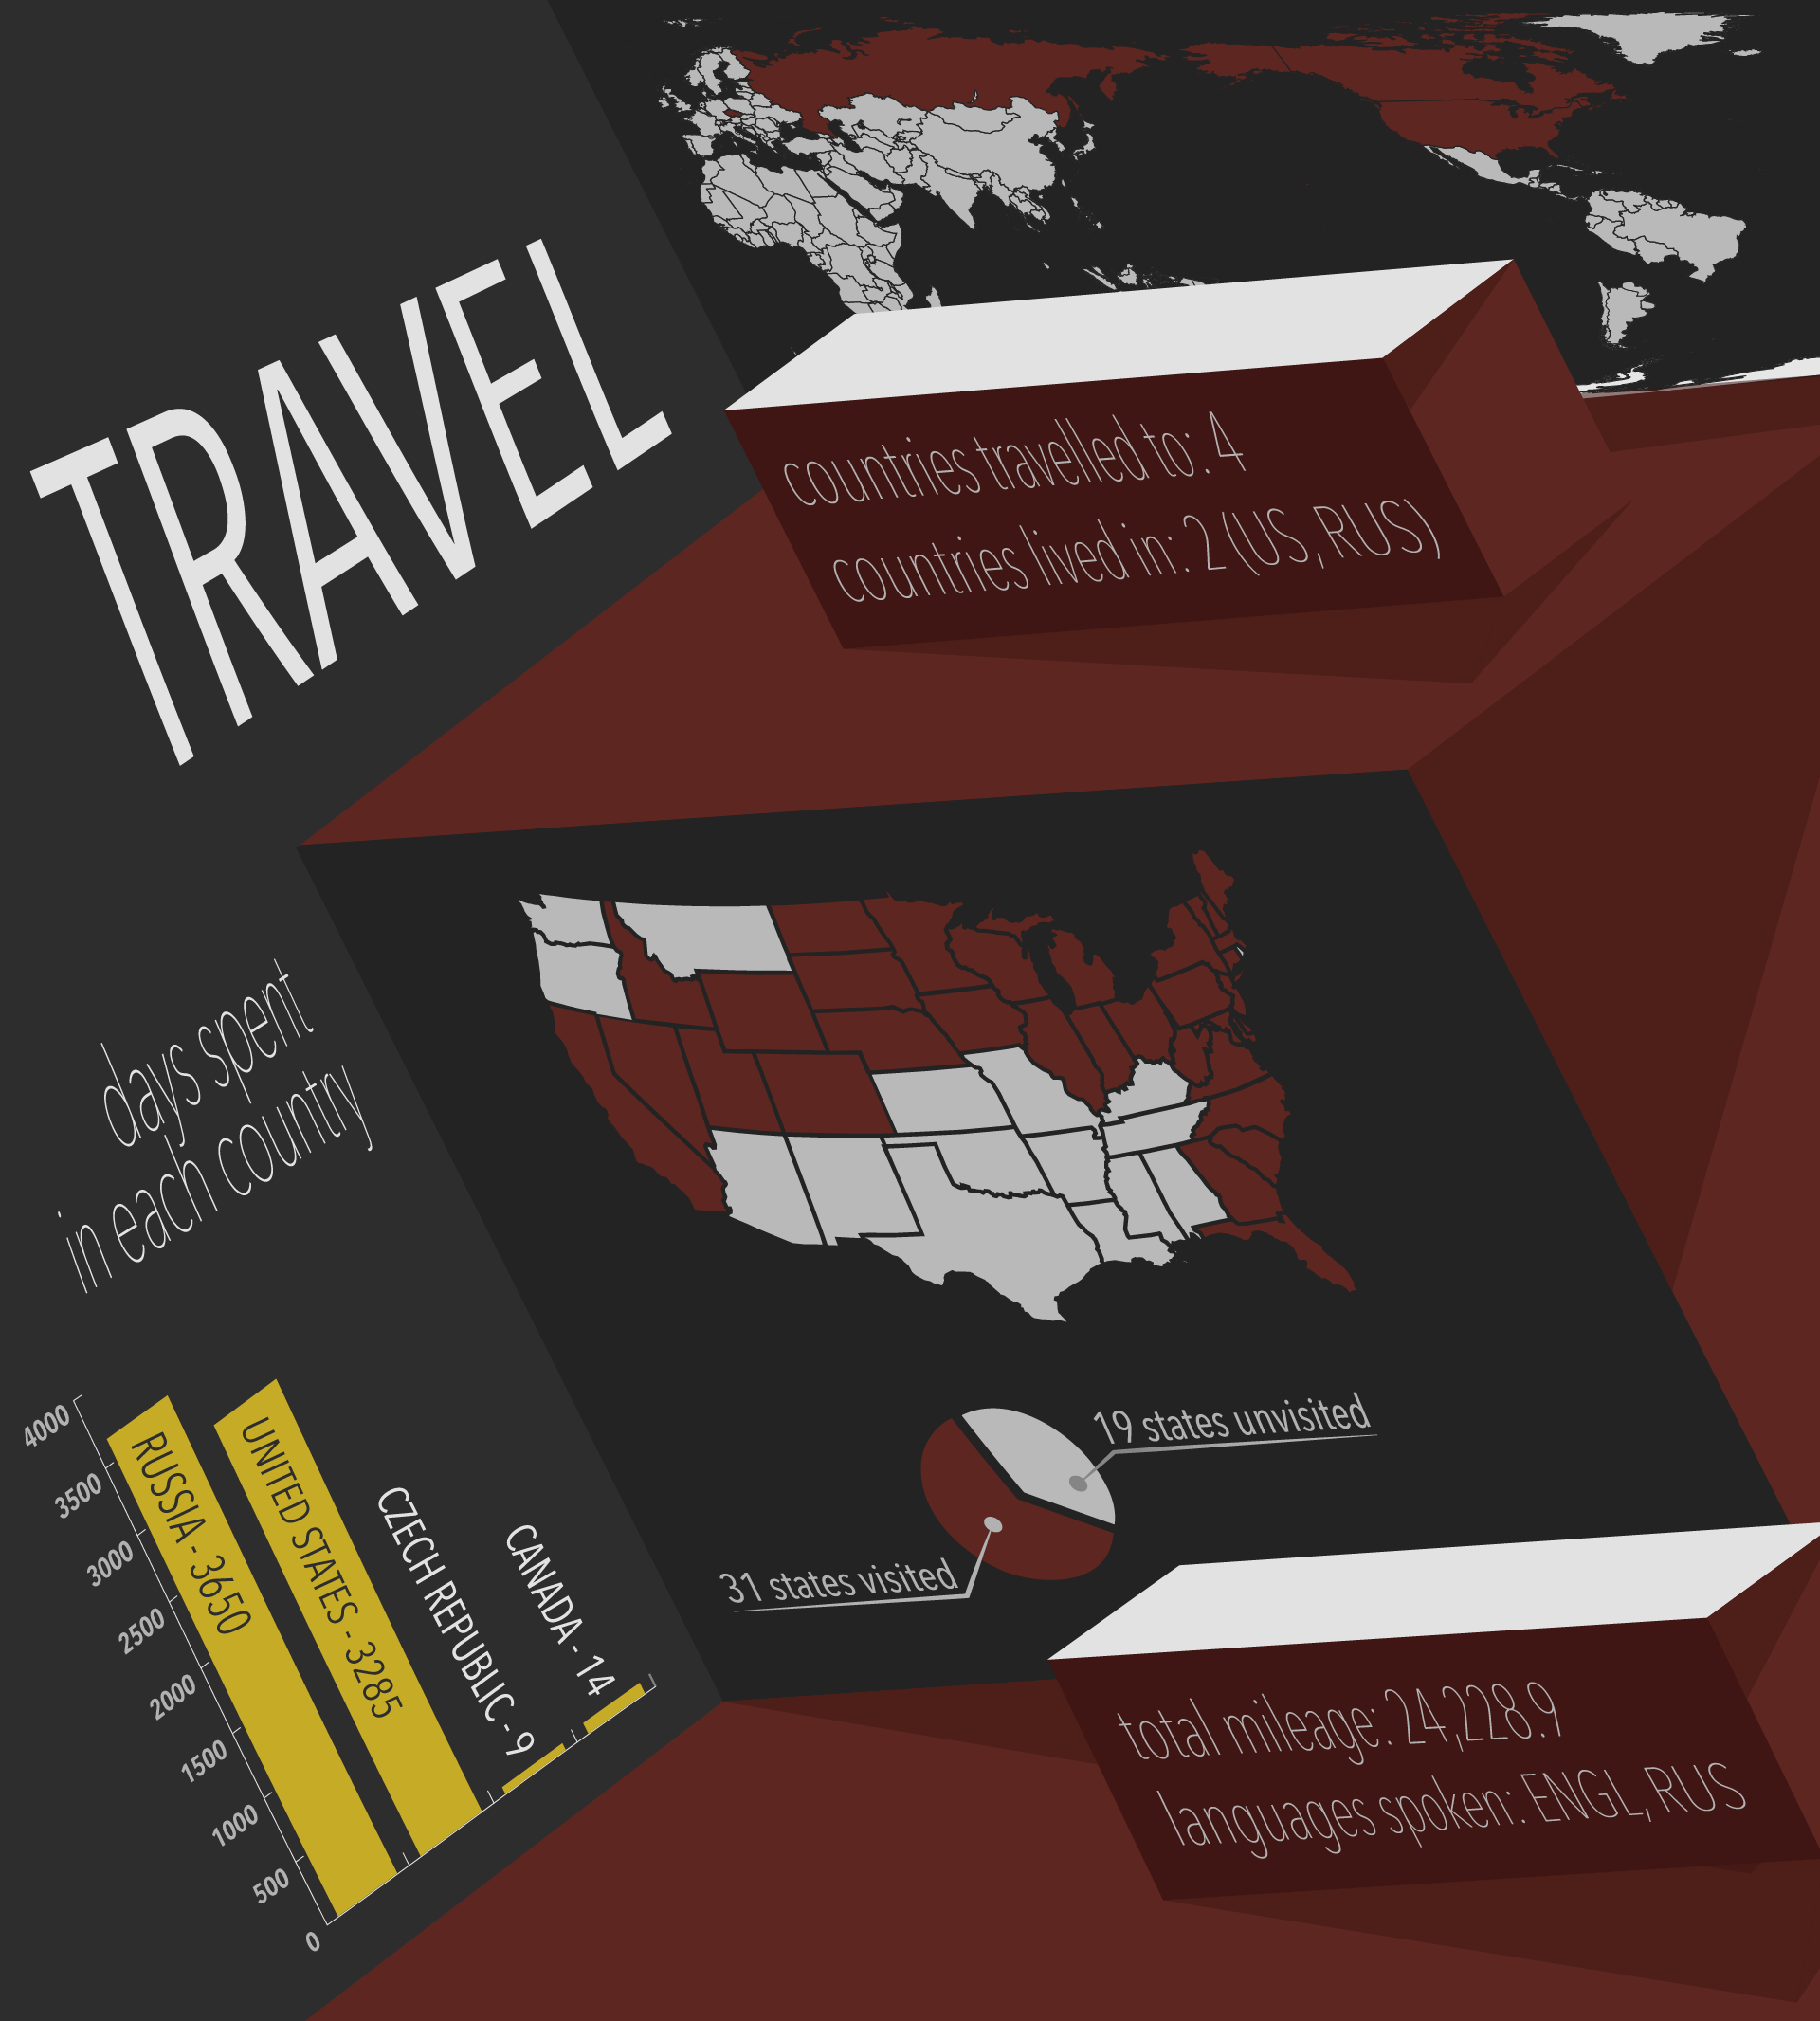 TRAVEL
countries travelled to: 4
countries lived in: 2 (US, RUS)
days spent
in each country
4000
3500
3000
2500
2000
1500
1000
500
0
RUSSIA - 3650
UNITED STATES - 3285
CZECH REPUBLIC - 9
CANADA - 14
19 states unvisited
31 states visited
total mileage: 24,228.9
languages spoken: ENGL, RUS